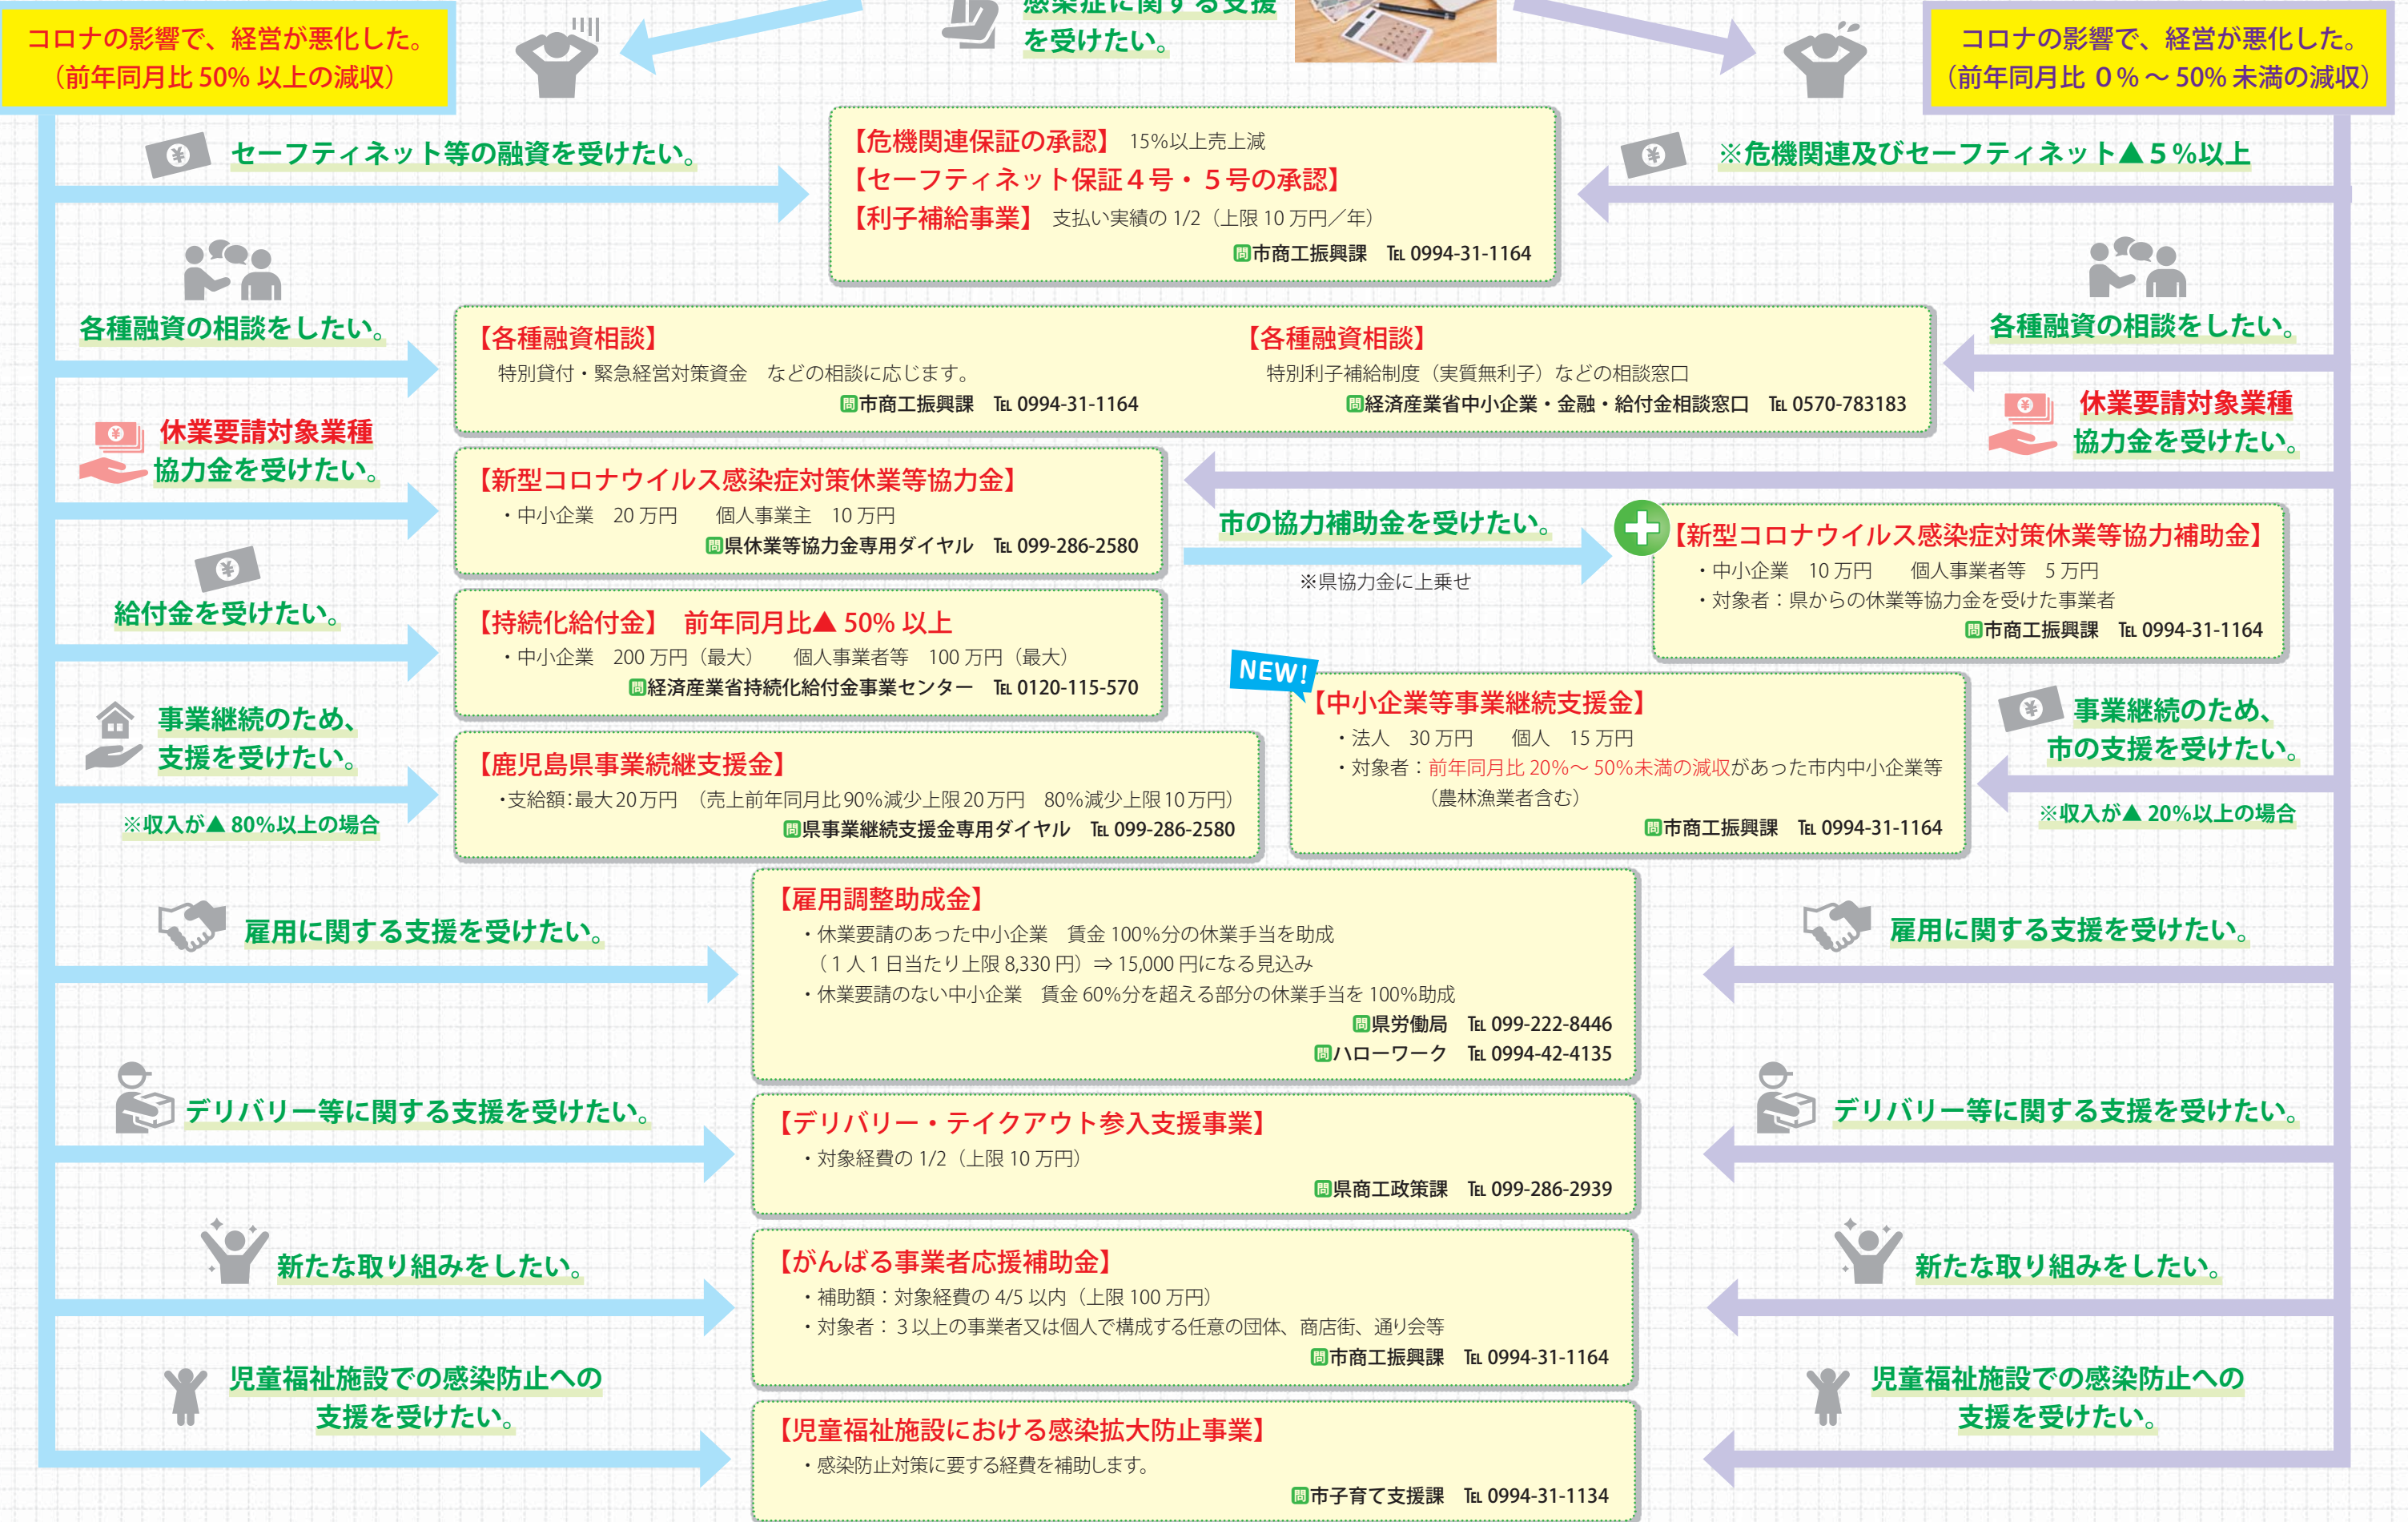 感染症に関する支援
を受けたい。
コロナの影響で、経営が悪化した。
（前年同月比 50% 以上の減収）
コロナの影響で、経営が悪化した。
（前年同月比 0％～ 50% 未満の減収）
セーフティネット等の融資を受けたい。
【危機関連保証の承認】 15%以上売上減
【セーフティネット保証４号・５号の承認】
【利子補給事業】 支払い実績の 1/2（上限 10 万円／年）
問市商工振興課　℡ 0994-31-1164
※危機関連及びセーフティネット▲５%以上
各種融資の相談をしたい。
【各種融資相談】
特別貸付・緊急経営対策資金　などの相談に応じます。
問市商工振興課　℡ 0994-31-1164
【各種融資相談】
特別利子補給制度（実質無利子）などの相談窓口
問経済産業省中小企業・金融・給付金相談窓口　℡ 0570-783183
各種融資の相談をしたい。
休業要請対象業種
協力金を受けたい。
【新型コロナウイルス感染症対策休業等協力金】
・中小企業　20 万円　　個人事業主　10 万円
問県休業等協力金専用ダイヤル　℡ 099-286-2580
休業要請対象業種
協力金を受けたい。
市の協力補助金を受けたい。
※県協力金に上乗せ
【新型コロナウイルス感染症対策休業等協力補助金】
・中小企業　10 万円　　個人事業者等　5 万円
・対象者：県からの休業等協力金を受けた事業者
問市商工振興課　℡ 0994-31-1164
給付金を受けたい。
【持続化給付金】　前年同月比▲ 50% 以上
・中小企業　200 万円（最大）　　個人事業者等　100 万円（最大）
問経済産業省持続化給付金事業センター　℡ 0120-115-570
事業継続のため、
支援を受けたい。
※収入が▲ 80%以上の場合
【鹿児島県事業続継支援金】
・支給額：最大20万円　（売上前年同月比90%減少上限20万円　80%減少上限10万円）
問県事業継続支援金専用ダイヤル　℡ 099-286-2580
NEW!
【中小企業等事業継続支援金】
・法人　30 万円　　個人　15 万円
・対象者：前年同月比 20%～ 50%未満の減収があった市内中小企業等
（農林漁業者含む）
問市商工振興課　℡ 0994-31-1164
事業継続のため、
市の支援を受けたい。
※収入が▲ 20%以上の場合
雇用に関する支援を受けたい。
【雇用調整助成金】
・休業要請のあった中小企業　賃金 100%分の休業手当を助成
（１人１日当たり上限 8,330 円）⇒ 15,000 円になる見込み
・休業要請のない中小企業　賃金 60%分を超える部分の休業手当を 100%助成
問県労働局　℡ 099-222-8446
問ハローワーク　℡ 0994-42-4135
雇用に関する支援を受けたい。
デリバリー等に関する支援を受けたい。
【デリバリー・テイクアウト参入支援事業】
・対象経費の 1/2（上限 10 万円）
問県商工政策課　℡ 099-286-2939
デリバリー等に関する支援を受けたい。
新たな取り組みをしたい。
【がんばる事業者応援補助金】
・補助額：対象経費の 4/5 以内（上限 100 万円）
・対象者：３以上の事業者又は個人で構成する任意の団体、商店街、通り会等
問市商工振興課　℡ 0994-31-1164
新たな取り組みをしたい。
児童福祉施設での感染防止への
支援を受けたい。
【児童福祉施設における感染拡大防止事業】
・感染防止対策に要する経費を補助します。
問市子育て支援課　℡ 0994-31-1134
児童福祉施設での感染防止への
支援を受けたい。